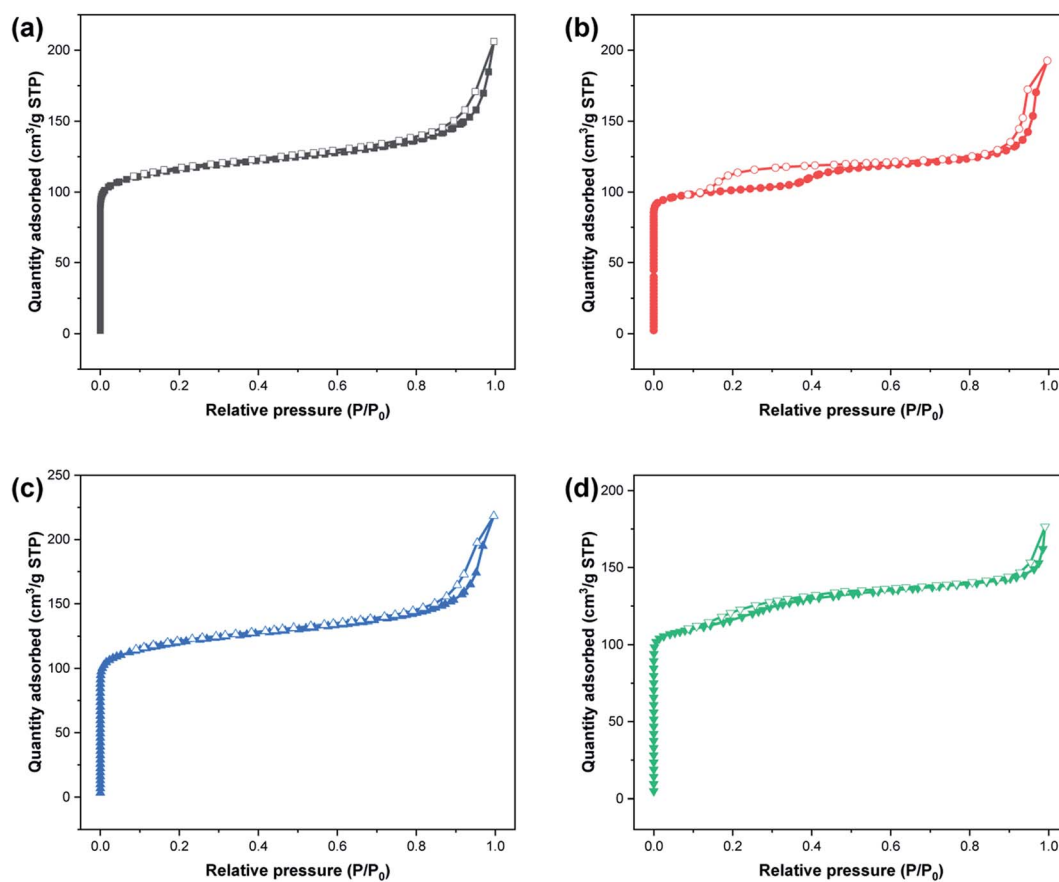 (a)
200
150
100
50
0
Quantity adsorbed (cm³/g STP)
0.0 0.2 0.4 0.6 0.8 1.0
Relative pressure (P/P₀)
(b)
200
150
100
50
0
Quantity adsorbed (cm³/g STP)
0.0 0.2 0.4 0.6 0.8 1.0
Relative pressure (P/P₀)
(c)
250
200
150
100
50
0
Quantity adsorbed (cm³/g STP)
0.0 0.2 0.4 0.6 0.8 1.0
Relative pressure (P/P₀)
(d)
200
150
100
50
0
Quantity adsorbed (cm³/g STP)
0.0 0.2 0.4 0.6 0.8 1.0
Relative pressure (P/P₀)